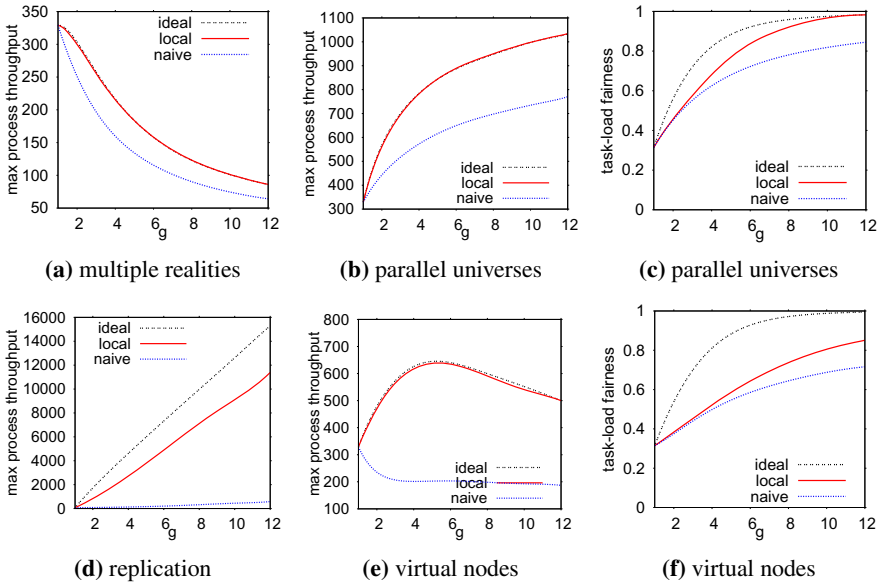 max process throughput
350
300
250
200
150
100
50
2 4 6 8 10 12
g
ideal
local
naive
(a) multiple realities
max process throughput
1100
1000
900
800
700
600
500
400
300
2 4 6 8 10 12
g
ideal
local
naive
(b) parallel universes
task-load fairness
1
0.8
0.6
0.4
0.2
0
2 4 6 8 10 12
g
ideal
local
naive
(c) parallel universes
max process throughput
16000
14000
12000
10000
8000
6000
4000
2000
0
2 4 6 8 10 12
g
ideal
local
naive
(d) replication
max process throughput
800
700
600
500
400
300
200
100
2 4 6 8 10 12
g
ideal
local
naive
(e) virtual nodes
task-load fairness
1
0.8
0.6
0.4
0.2
0
2 4 6 8 10 12
g
ideal
local
naive
(f) virtual nodes